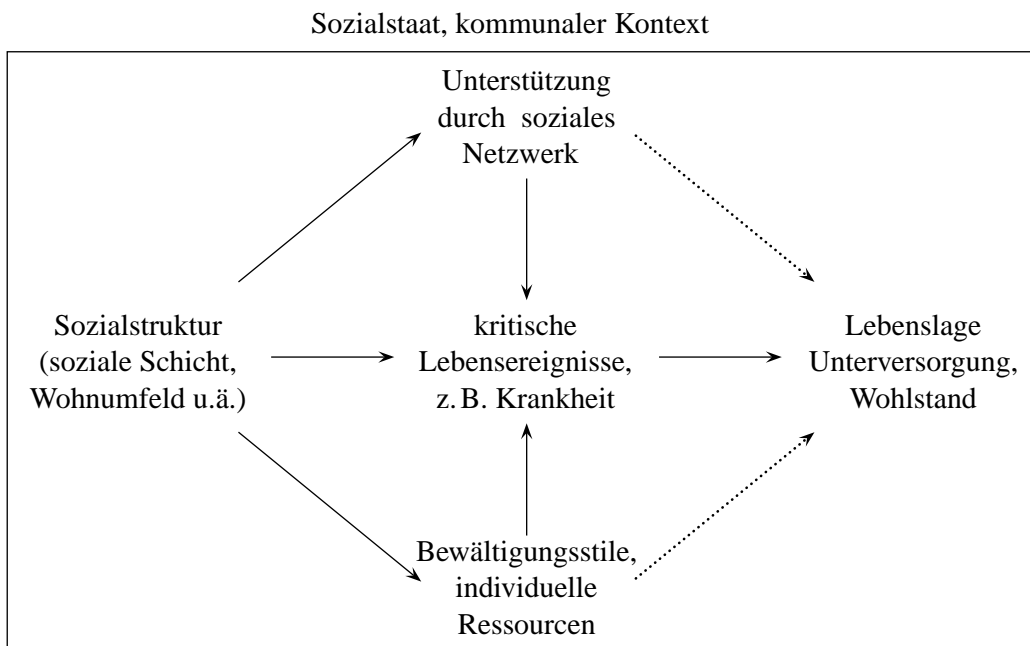 Sozialstaat, kommunaler Kontext
Unterstützung
durch soziales
Netzwerk
Sozialstruktur
(soziale Schicht,
Wohnumfeld u.ä.)
kritische
Lebensereignisse,
z. B. Krankheit
Lebenslage
Unterversorgung,
Wohlstand
Bewältigungsstile,
individuelle
Ressourcen